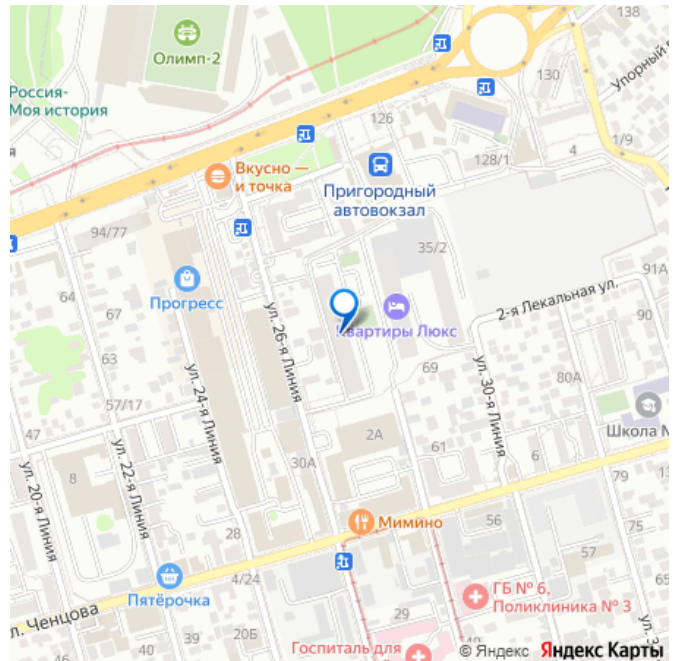 138
Олимп-2
Упорный п
130
Россия-
Моя история
126
1/9
4
128/1
Вкусно —
и точка
Пригородный
автовокзал
94/77
35/2
91А
64
Прогресс
2-я Лекальная ул.
90
67
Квартиры Люкс
ул. 26-я Линия
63
69
80А
57/17
ул. 24-я Линия
ул. 30-я Линия
47
2А
Школа №
61
6
30А
8
79
ул. 22-я Линия
ул. 20-я Линия
75
Мимино
56
28
57
4/24
Пятёрочка
ГБ № 6,
Поликлиника № 3
л. Ченцова
29
20Б
33
Госпиталь для
© Яндекс Яндекс Карты